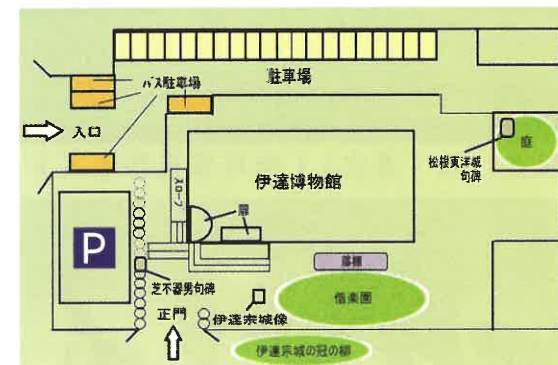 駐車場
バス駐車場
入口
松根東洋城
句碑
庭
伊達博物館
スロープ
扉
P
芝不器男句碑
伊達宗城像
偕楽園
正門
伊達宗城の冠の柳